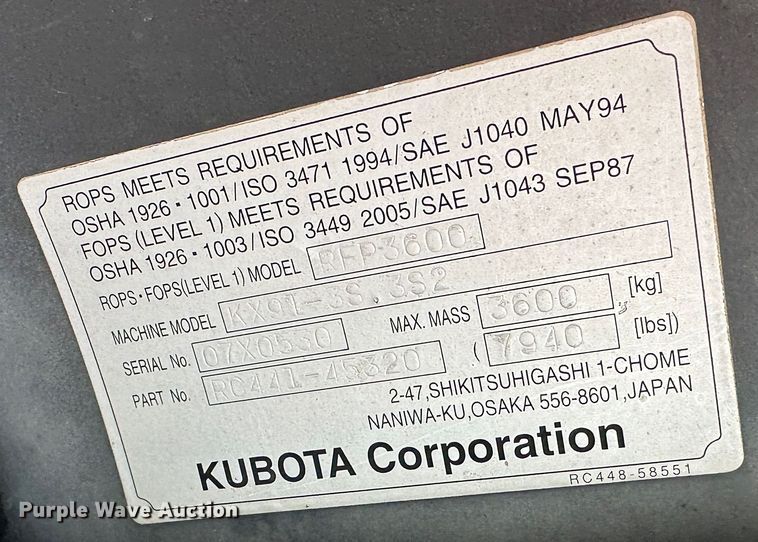 ROPS MEETS REQUIREMENTS OF
OSHA 1926・1001/ISO 3471 1994/SAE J1040 MAY94
FOPS (LEVEL 1) MEETS REQUIREMENTS OF
OSHA 1926・1003/ISO 3449 2005/SAE J1043 SEP87
ROPS・FOPS(LEVEL 1) MODEL RFP3600
MACHINE MODEL KX91-3S.3S2
SERIAL No. 07X0530 MAX. MASS 3600 [kg]
PART No. RC441-45320 ( 7940 [lbs])
2-47,SHIKITSUHIGASHI 1-CHOME
NANIWA-KU,OSAKA 556-8601,JAPAN
KUBOTA Corporation
RC448-58551
Purple Wave Auction